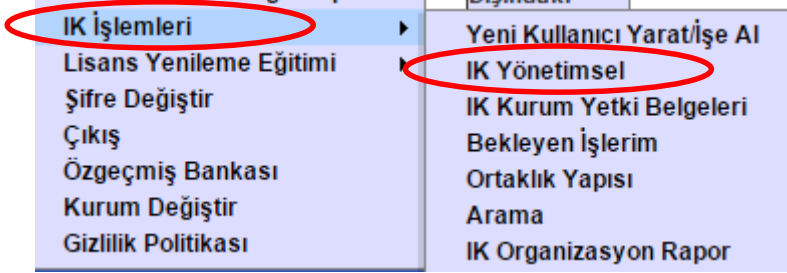 IK İşlemleri
Lisans Yenileme Eğitimi
Şifre Değiştir
Çıkış
Özgeçmiş Bankası
Kurum Değiştir
Gizlilik Politikası
Yeni Kullanıcı Yarat/İşe Al
IK Yönetimsel
IK Kurum Yetki Belgeleri
Bekleyen İşlerim
Ortaklık Yapısı
Arama
IK Organizasyon Rapor